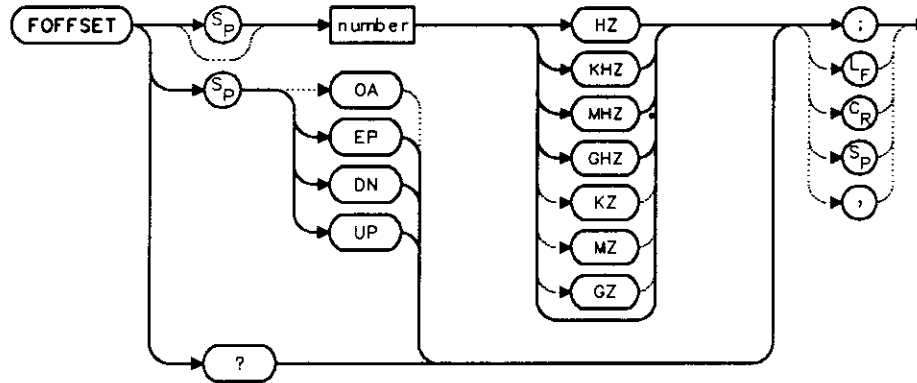 FOFFSET
SP
number
HZ
KHZ
MHZ
GHZ
KZ
MZ
GZ
;
LF
CR
SP
,
SP
OA
EP
DN
UP
?